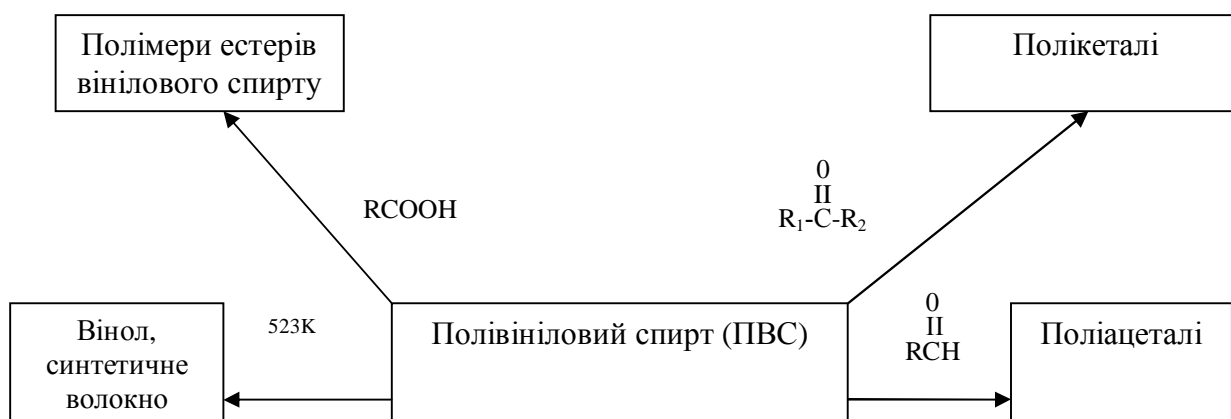 Полімери естерів
вінілового спирту
Полікеталі
RCOOH
0
II
R₁-C-R₂
Вінол,
синтетичне
волокно
523K
Полівініловий спирт (ПВС)
0
II
RCH
Поліацеталі